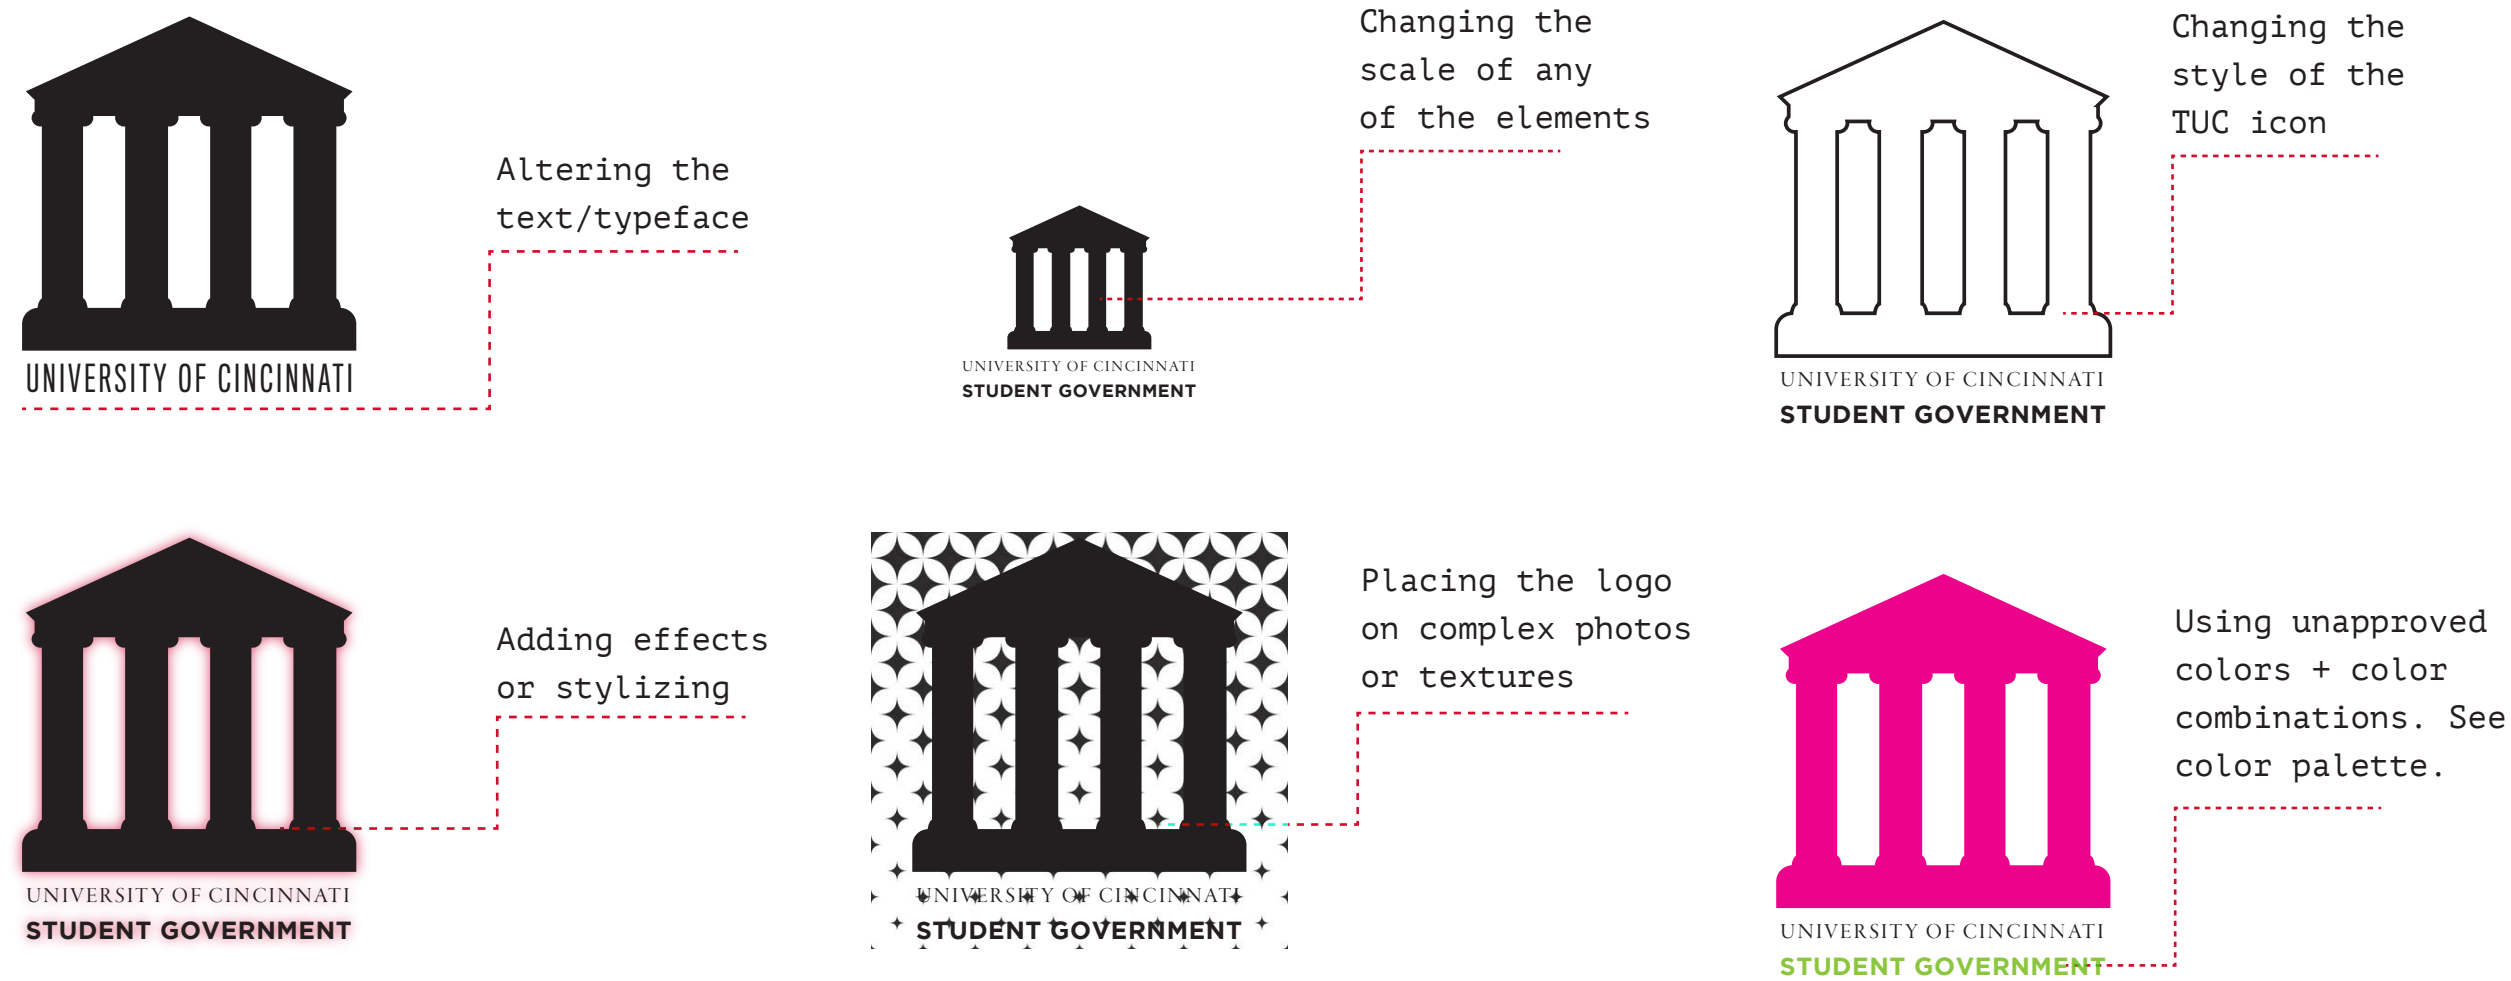 UNIVERSITY OF CINCINNATI
Altering the
text/typeface
UNIVERSITY OF CINCINNATI
STUDENT GOVERNMENT
Changing the
scale of any
of the elements
UNIVERSITY OF CINCINNATI
STUDENT GOVERNMENT
Changing the
style of the
TUC icon
UNIVERSITY OF CINCINNATI
STUDENT GOVERNMENT
Adding effects
or stylizing
UNIVERSITY OF CINCINNATI
STUDENT GOVERNMENT
Placing the logo
on complex photos
or textures
UNIVERSITY OF CINCINNATI
STUDENT GOVERNMENT
Using unapproved
colors + color
combinations. See
color palette.